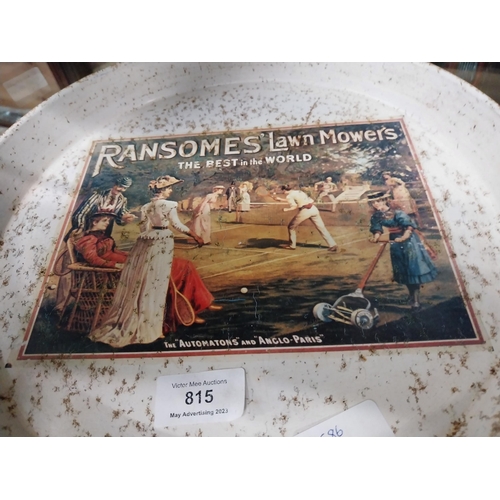 RANSOMES' LAWN MOWERS
THE BEST in the WORLD
THE "AUTOMATONS" AND "ANGLO-PARIS"
Victor Mee Auctions
815
May Advertising 2023
686